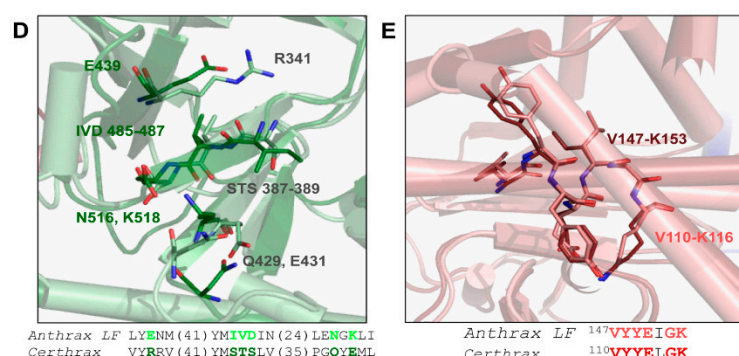 D
E439
R341
IVD 485-487
STS 387-389
N516, K518
Q429, E431
Anthrax LF LYENM(41)YMIVDIN(24)LENGKLI
Certhrax VYRRV(41)YMSTSLV(35)PGQYEML
E
V147-K153
V110-K116
Anthrax LF 147VYYEIGK
Certhrax 110VYYELGK